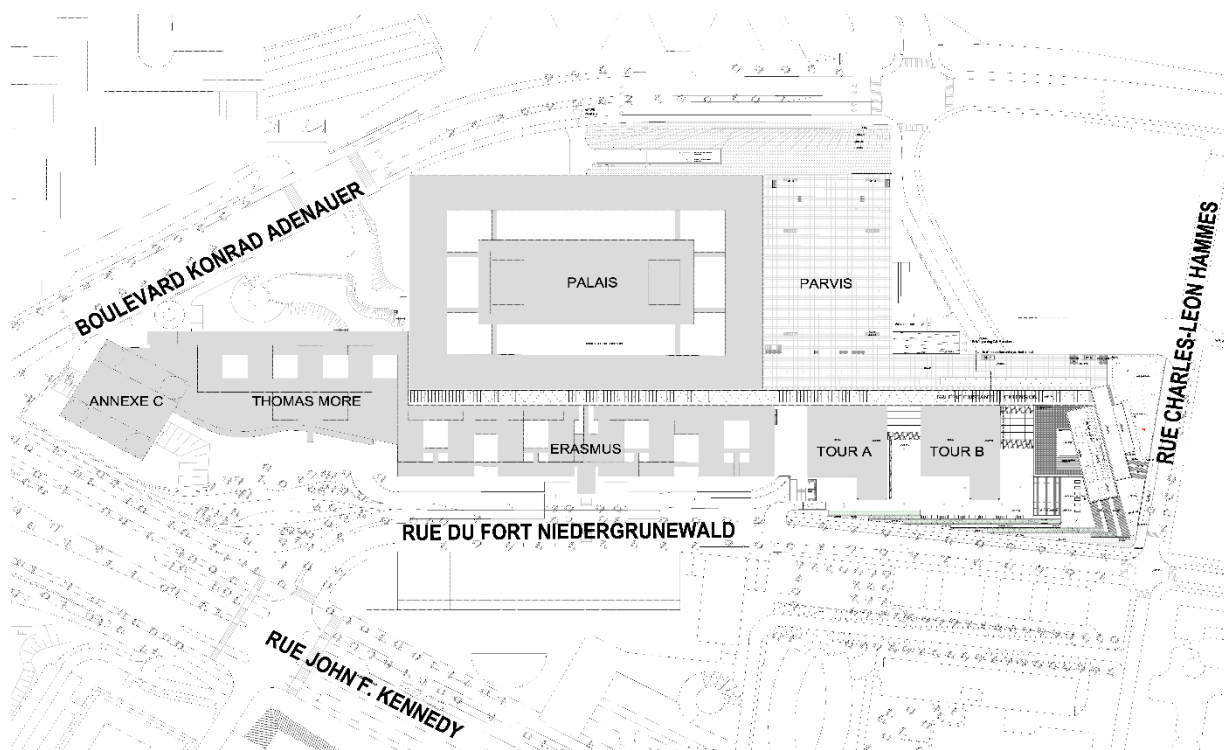 BOULEVARD KONRAD ADENAUER
PALAIS
PARVIS
RUE CHARLES-LEON HAMMES
ANNEXE C
THOMAS MORE
ERASMUS
TOUR A
TOUR B
RUE DU FORT NIEDERGRUNEWALD
RUE JOHN F. KENNEDY